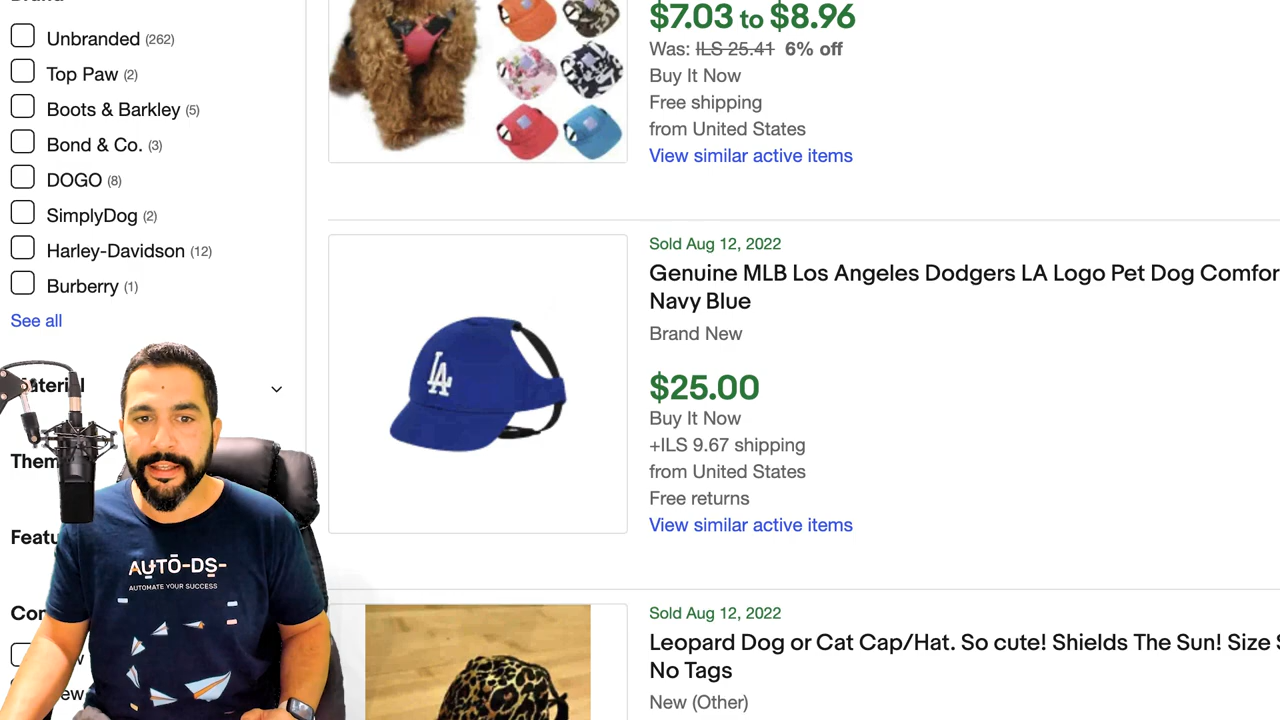 Unbranded (262)
Top Paw (2)
Boots & Barkley (5)
Bond & Co. (3)
DOGO (8)
SimplyDog (2)
Harley-Davidson (12)
Burberry (1)
See all
$7.03 to $8.96
Was: ILS 25.41 6% off
Buy It Now
Free shipping
from United States
View similar active items
Sold Aug 12, 2022
Genuine MLB Los Angeles Dodgers LA Logo Pet Dog Comfor
Navy Blue
Brand New
$25.00
Buy It Now
+ILS 9.67 shipping
from United States
Free returns
View similar active items
LA
Sold Aug 12, 2022
Leopard Dog or Cat Cap/Hat. So cute! Shields The Sun! Size
No Tags
New (Other)
Them
Featu
Con
AUTO-DS-
AUTOMATE YOUR SUCCESS